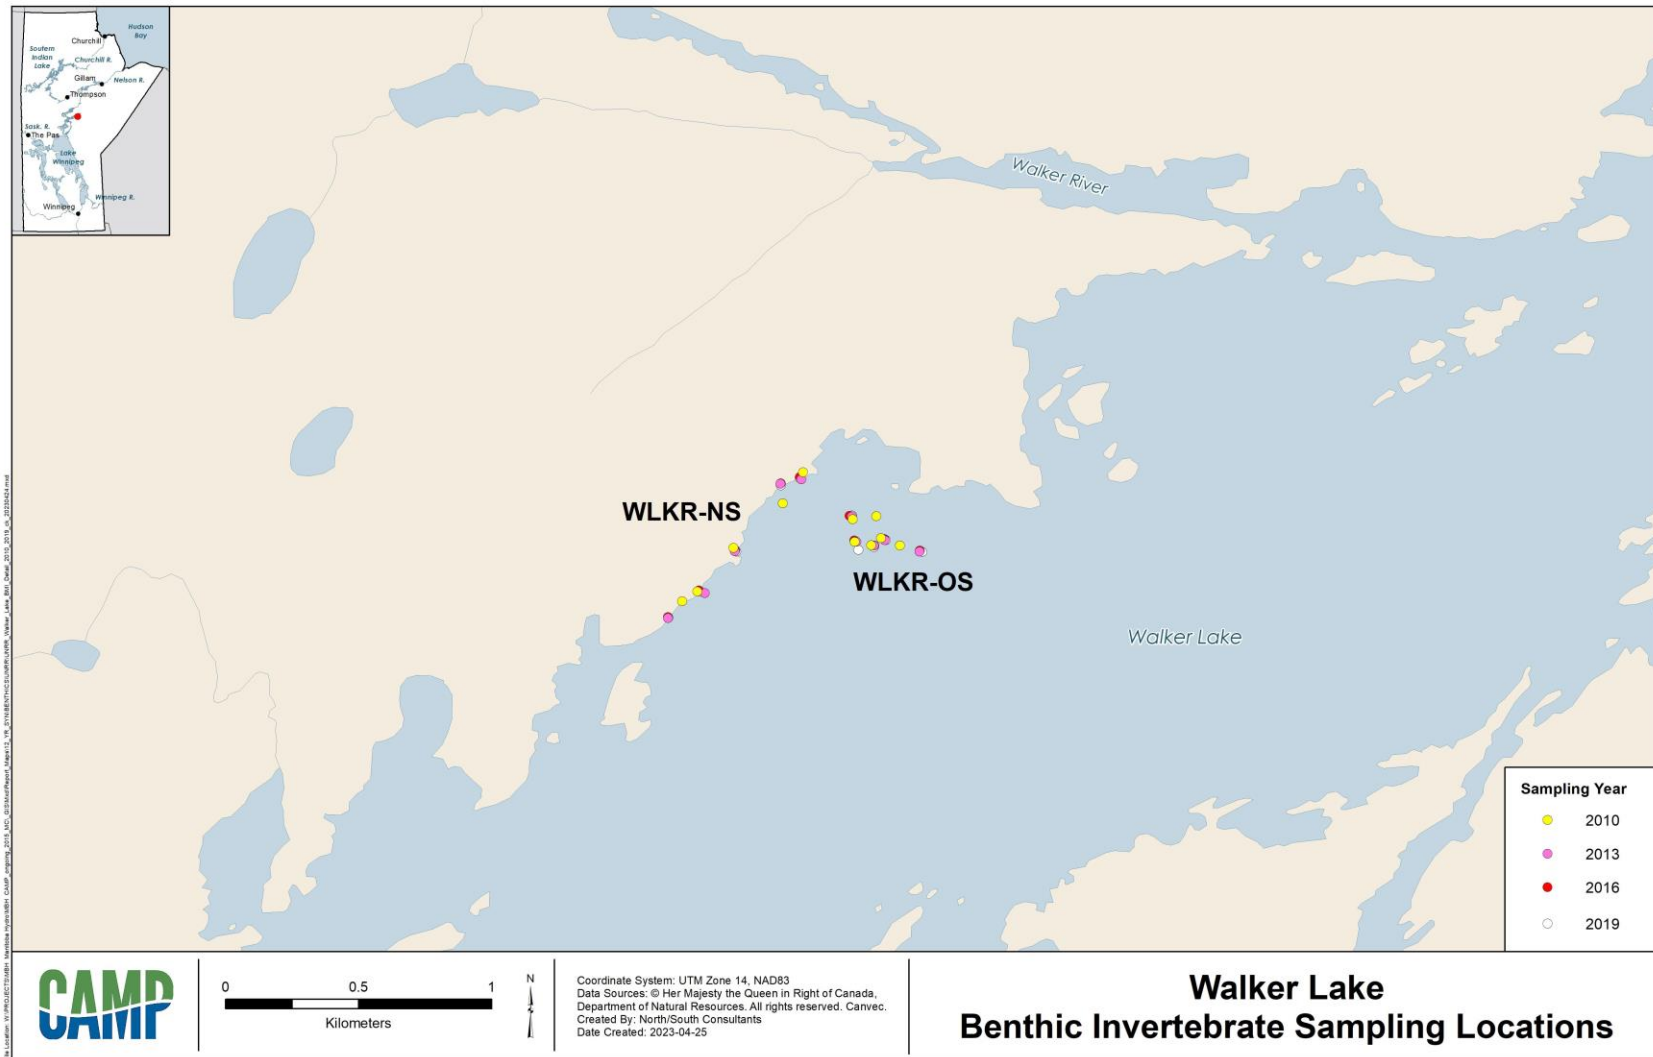 Hudson
Bay
Churchill
Southern
Indian
Lake
Churchill R.
Gillam
Nelson R.
Thompson
Sask. R.
The Pas
Lake
Winnipeg
Winnipeg R.
Winnipeg
Walker River
WLKR-NS
WLKR-OS
Walker Lake
Sampling Year
2010
2013
2016
2019
CAMP
0 0.5 1
Kilometers
N
Coordinate System: UTM Zone 14, NAD83
Data Sources: © Her Majesty the Queen in Right of Canada,
Department of Natural Resources. All rights reserved. Canvec.
Created By: North/South Consultants
Date Created: 2023-04-25
Walker Lake
Benthic Invertebrate Sampling Locations